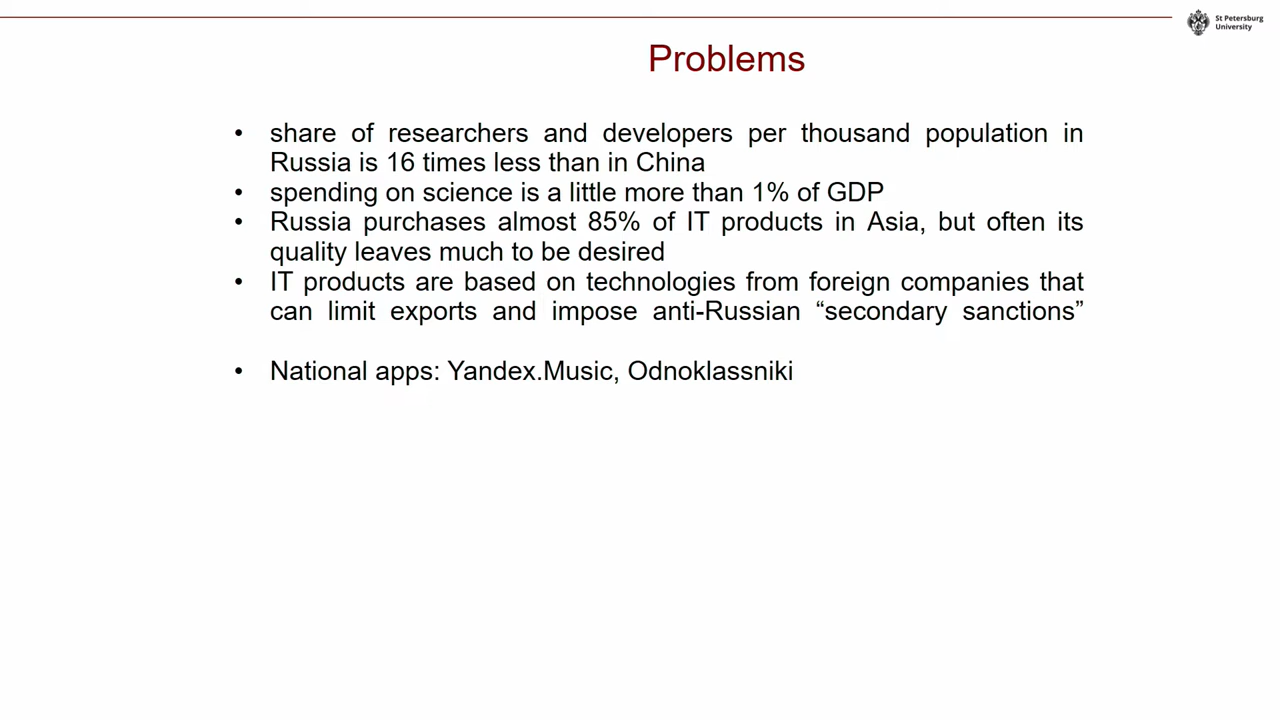 St Petersburg
University
Problems
• share of researchers and developers per thousand population in
Russia is 16 times less than in China
• spending on science is a little more than 1% of GDP
• Russia purchases almost 85% of IT products in Asia, but often its
quality leaves much to be desired
• IT products are based on technologies from foreign companies that
can limit exports and impose anti-Russian “secondary sanctions”
• National apps: Yandex.Music, Odnoklassniki